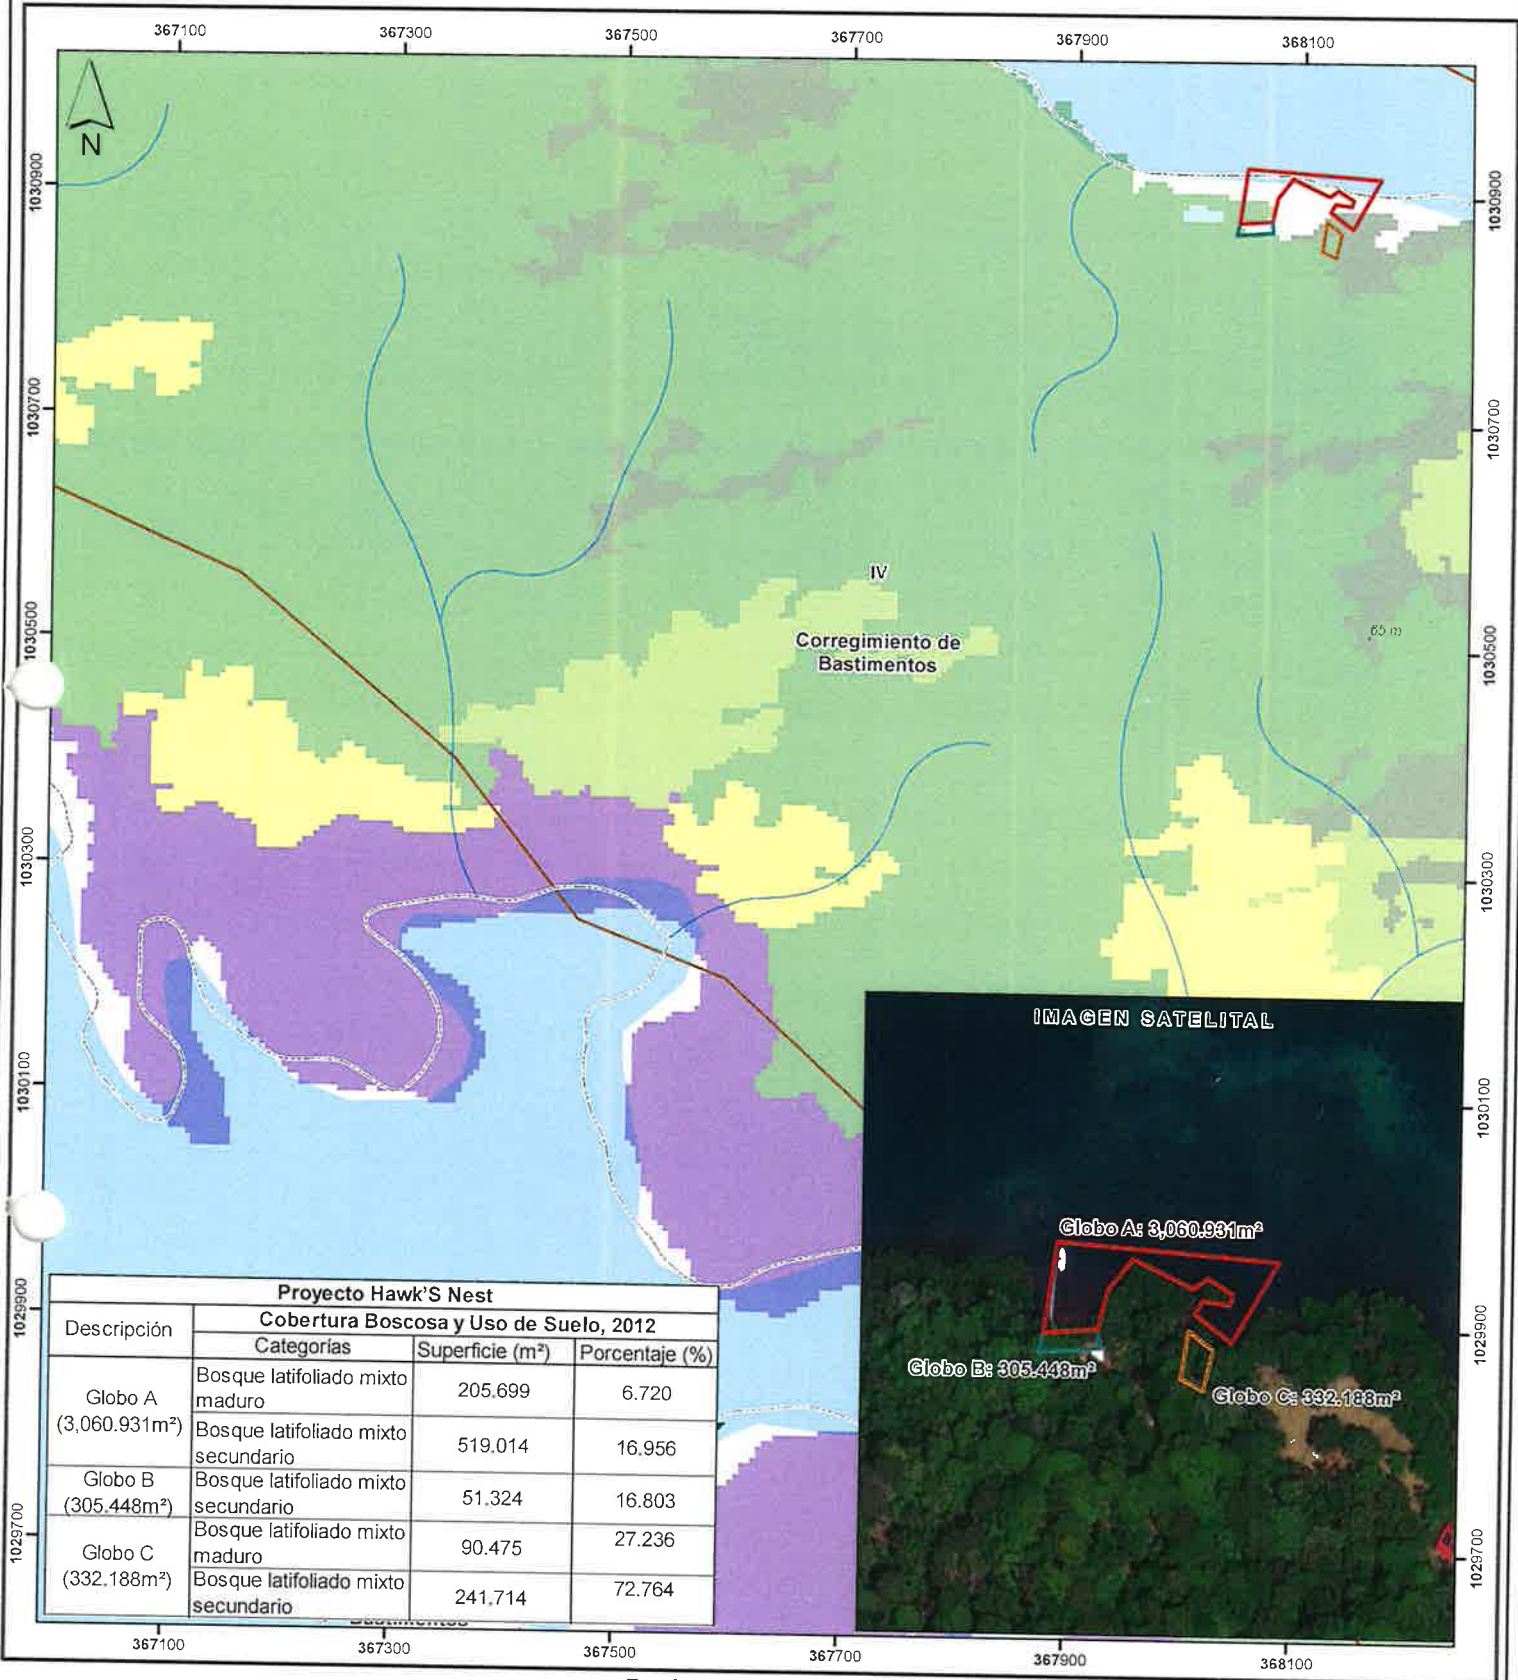 367100 367300 367500 367700 367900 368100
N
1030900 1030900
1030700 1030700
IV
1030500 1030500
Corregimiento de
Bastimentos
65 m
1030300 1030300
IMAGEN SATELITAL
1030100 1030100
Globo A: 3,060.931m²
Globo B: 305.448m²
Globo C: 332.188m²
1029900 1029900
Proyecto Hawk'S Nest
Descripción
Cobertura Boscosa y Uso de Suelo, 2012
Categorías Superficie (m²) Porcentaje (%)
Globo A
(3,060.931m²)
Bosque latifoliado mixto
maduro
205.699 6.720
Bosque latifoliado mixto
secundario
519.014 16.956
Globo B
(305.448m²)
Bosque latifoliado mixto
secundario
51.324 16.803
Globo C
(332.188m²)
Bosque latifoliado mixto
maduro
90.475 27.236
Bosque latifoliado mixto
secundario
241.714 72.764
1029700 1029700
367100 367300 367500 367700 367900 368100